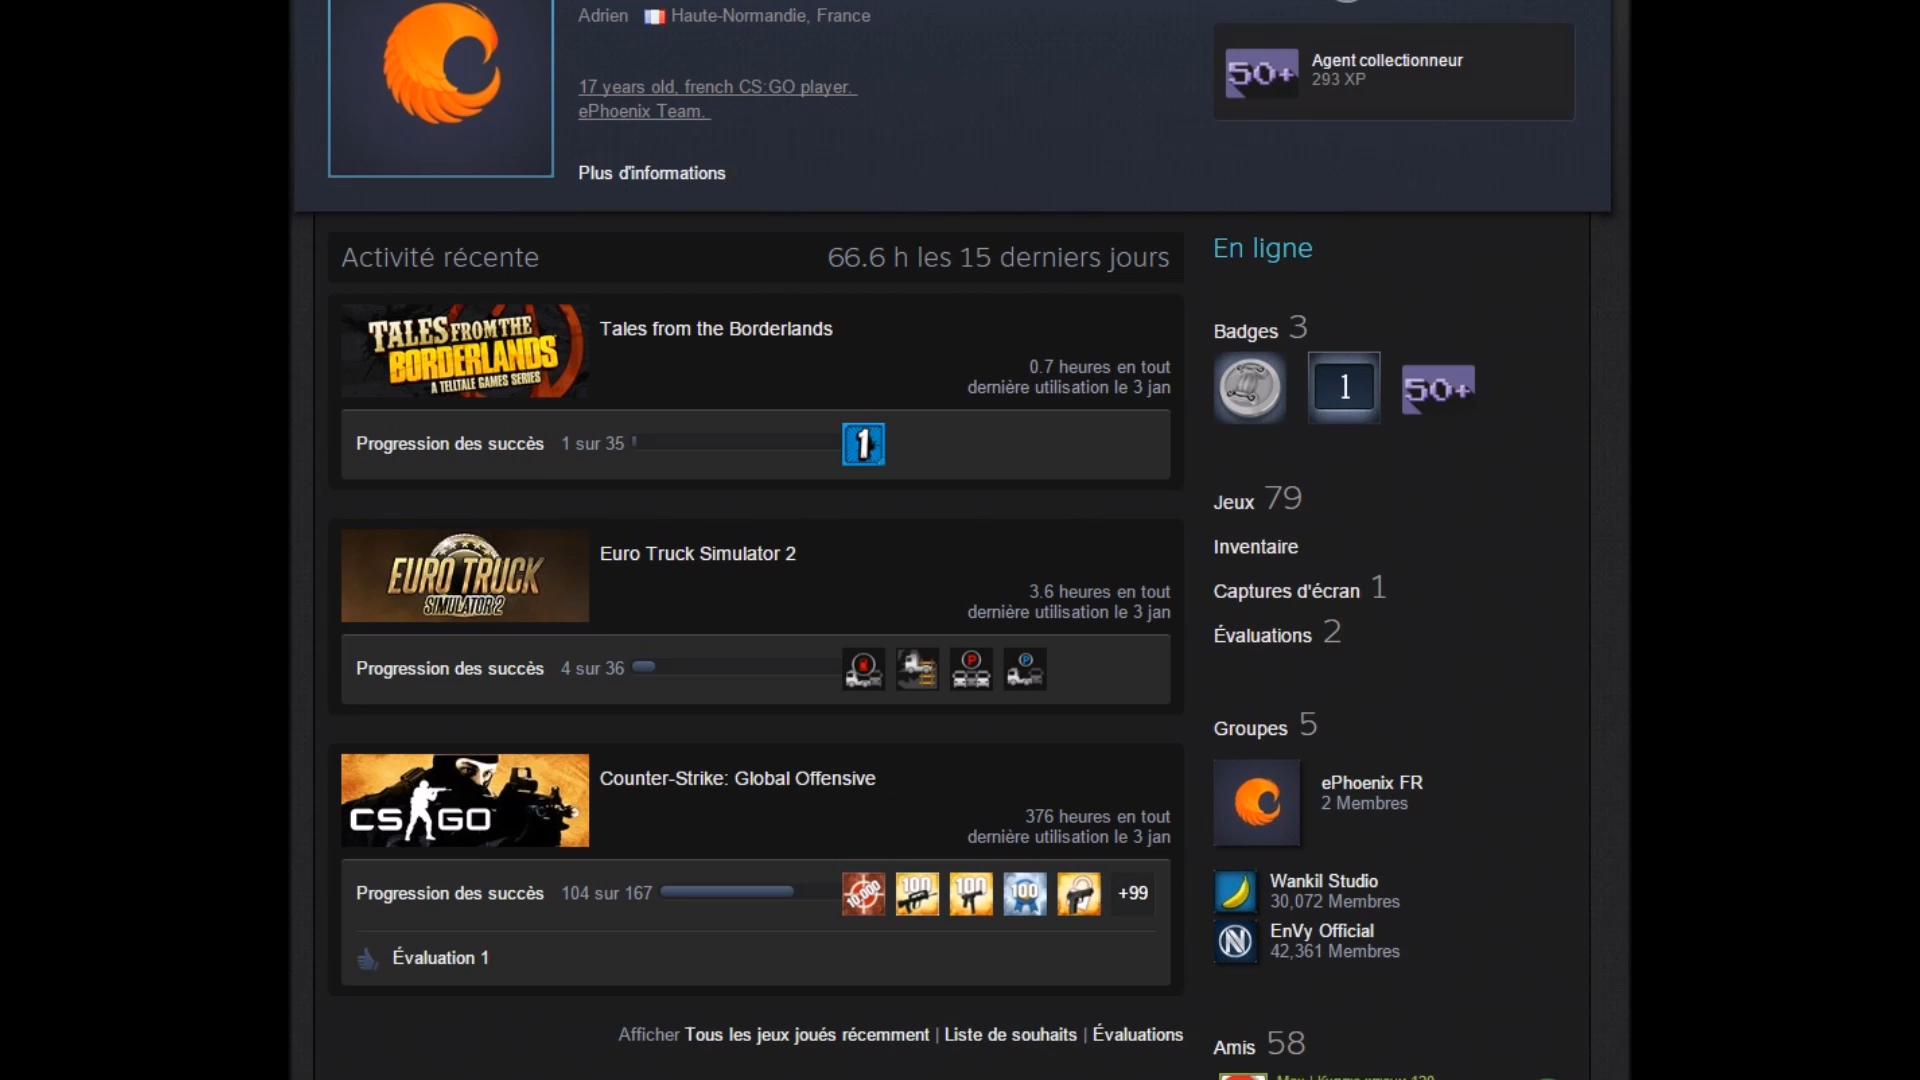 Adrien Haute-Normandie, France
17 years old, french CS:GO player.
ePhoenix Team.
Plus d'informations
50+
Agent collectionneur
293 XP
Activité récente 66.6 h les 15 derniers jours
TALES FROM THE
BORDERLANDS
A TELLTALE GAMES SERIES
Tales from the Borderlands
0.7 heures en tout
dernière utilisation le 3 jan
Progression des succès 1 sur 35
1
EURO TRUCK
SIMULATOR 2
Euro Truck Simulator 2
3.6 heures en tout
dernière utilisation le 3 jan
Progression des succès 4 sur 36
P P
CS GO
Counter-Strike: Global Offensive
376 heures en tout
dernière utilisation le 3 jan
Progression des succès 104 sur 167
10,000 100 100 100 +99
Évaluation 1
Afficher Tous les jeux joués récemment | Liste de souhaits | Évaluations
En ligne
Badges 3
1 50+
Jeux 79
Inventaire
Captures d'écran 1
Évaluations 2
Groupes 5
ePhoenix FR
2 Membres
Wankil Studio
30,072 Membres
EnVy Official
42,361 Membres
Amis 58